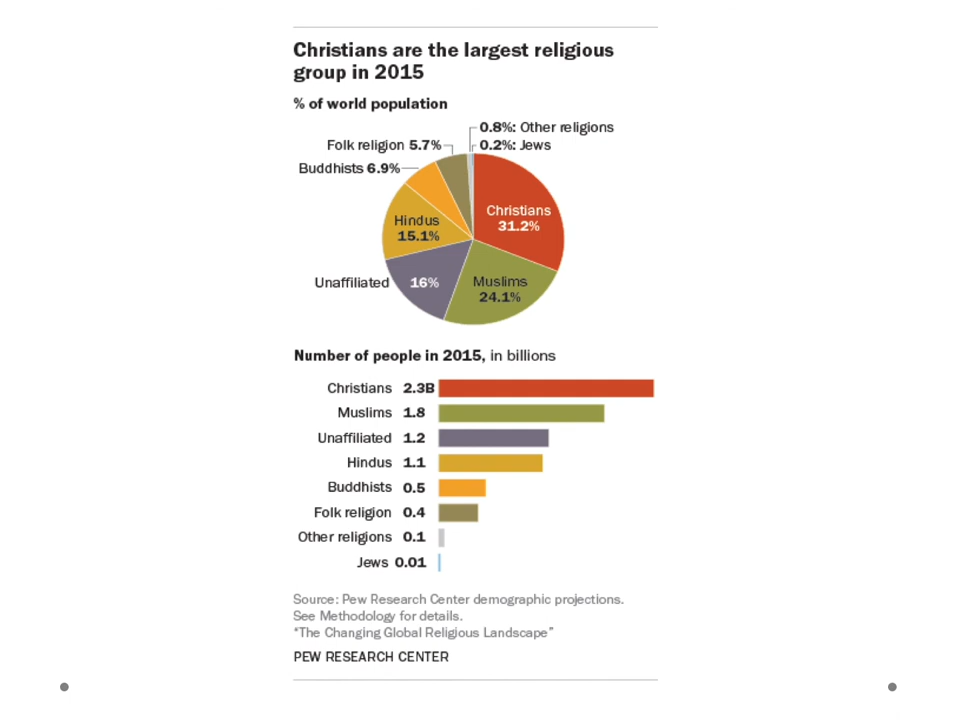 Christians are the largest religious
group in 2015
% of world population
0.8%: Other religions
Folk religion 5.7%
0.2%: Jews
Buddhists 6.9%
Christians
31.2%
Hindus
15.1%
Unaffiliated 16%
Muslims
24.1%
Number of people in 2015, in billions
Christians 2.3B
Muslims 1.8
Unaffiliated 1.2
Hindus 1.1
Buddhists 0.5
Folk religion 0.4
Other religions 0.1
Jews 0.01
Source: Pew Research Center demographic projections.
See Methodology for details.
“The Changing Global Religious Landscape”
PEW RESEARCH CENTER